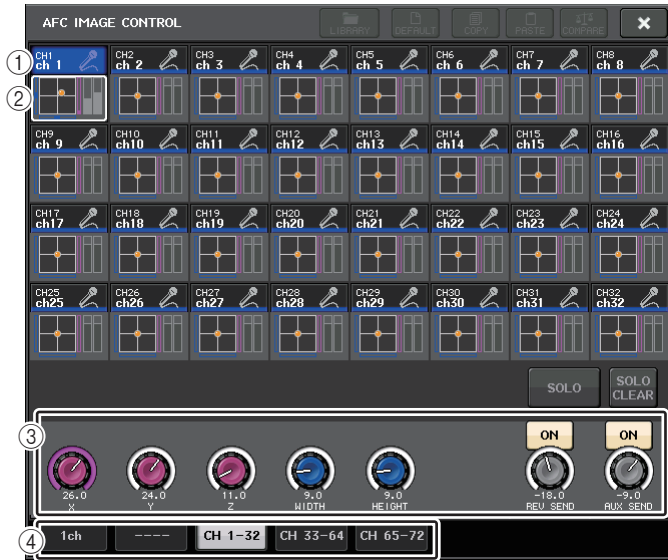 AFC IMAGE CONTROL
LIBRARY DEFAULT COPY PASTE COMPARE
1
CH1 CH2 CH3 CH4 CH5 CH6 CH7 CH8
ch 1 ch 2 ch 3 ch 4 ch 5 ch 6 ch 7 ch 8
2
CH9 CH10 CH11 CH12 CH13 CH14 CH15 CH16
ch 9 ch10 ch11 ch12 ch13 ch14 ch15 ch16
CH17 CH18 CH19 CH20 CH21 CH22 CH23 CH24
ch17 ch18 ch19 ch20 ch21 ch22 ch23 ch24
CH25 CH26 CH27 CH28 CH29 CH30 CH31 CH32
ch25 ch26 ch27 ch28 ch29 ch30 ch31 ch32
SOLO SOLO CLEAR
3
ON ON
26.0 24.0 11.0 9.0 9.0 -18.0 -9.0
X Y Z WIDTH HEIGHT REV SEND AUX SEND
4
1ch ---- CH 1-32 CH 33-64 CH 65-72